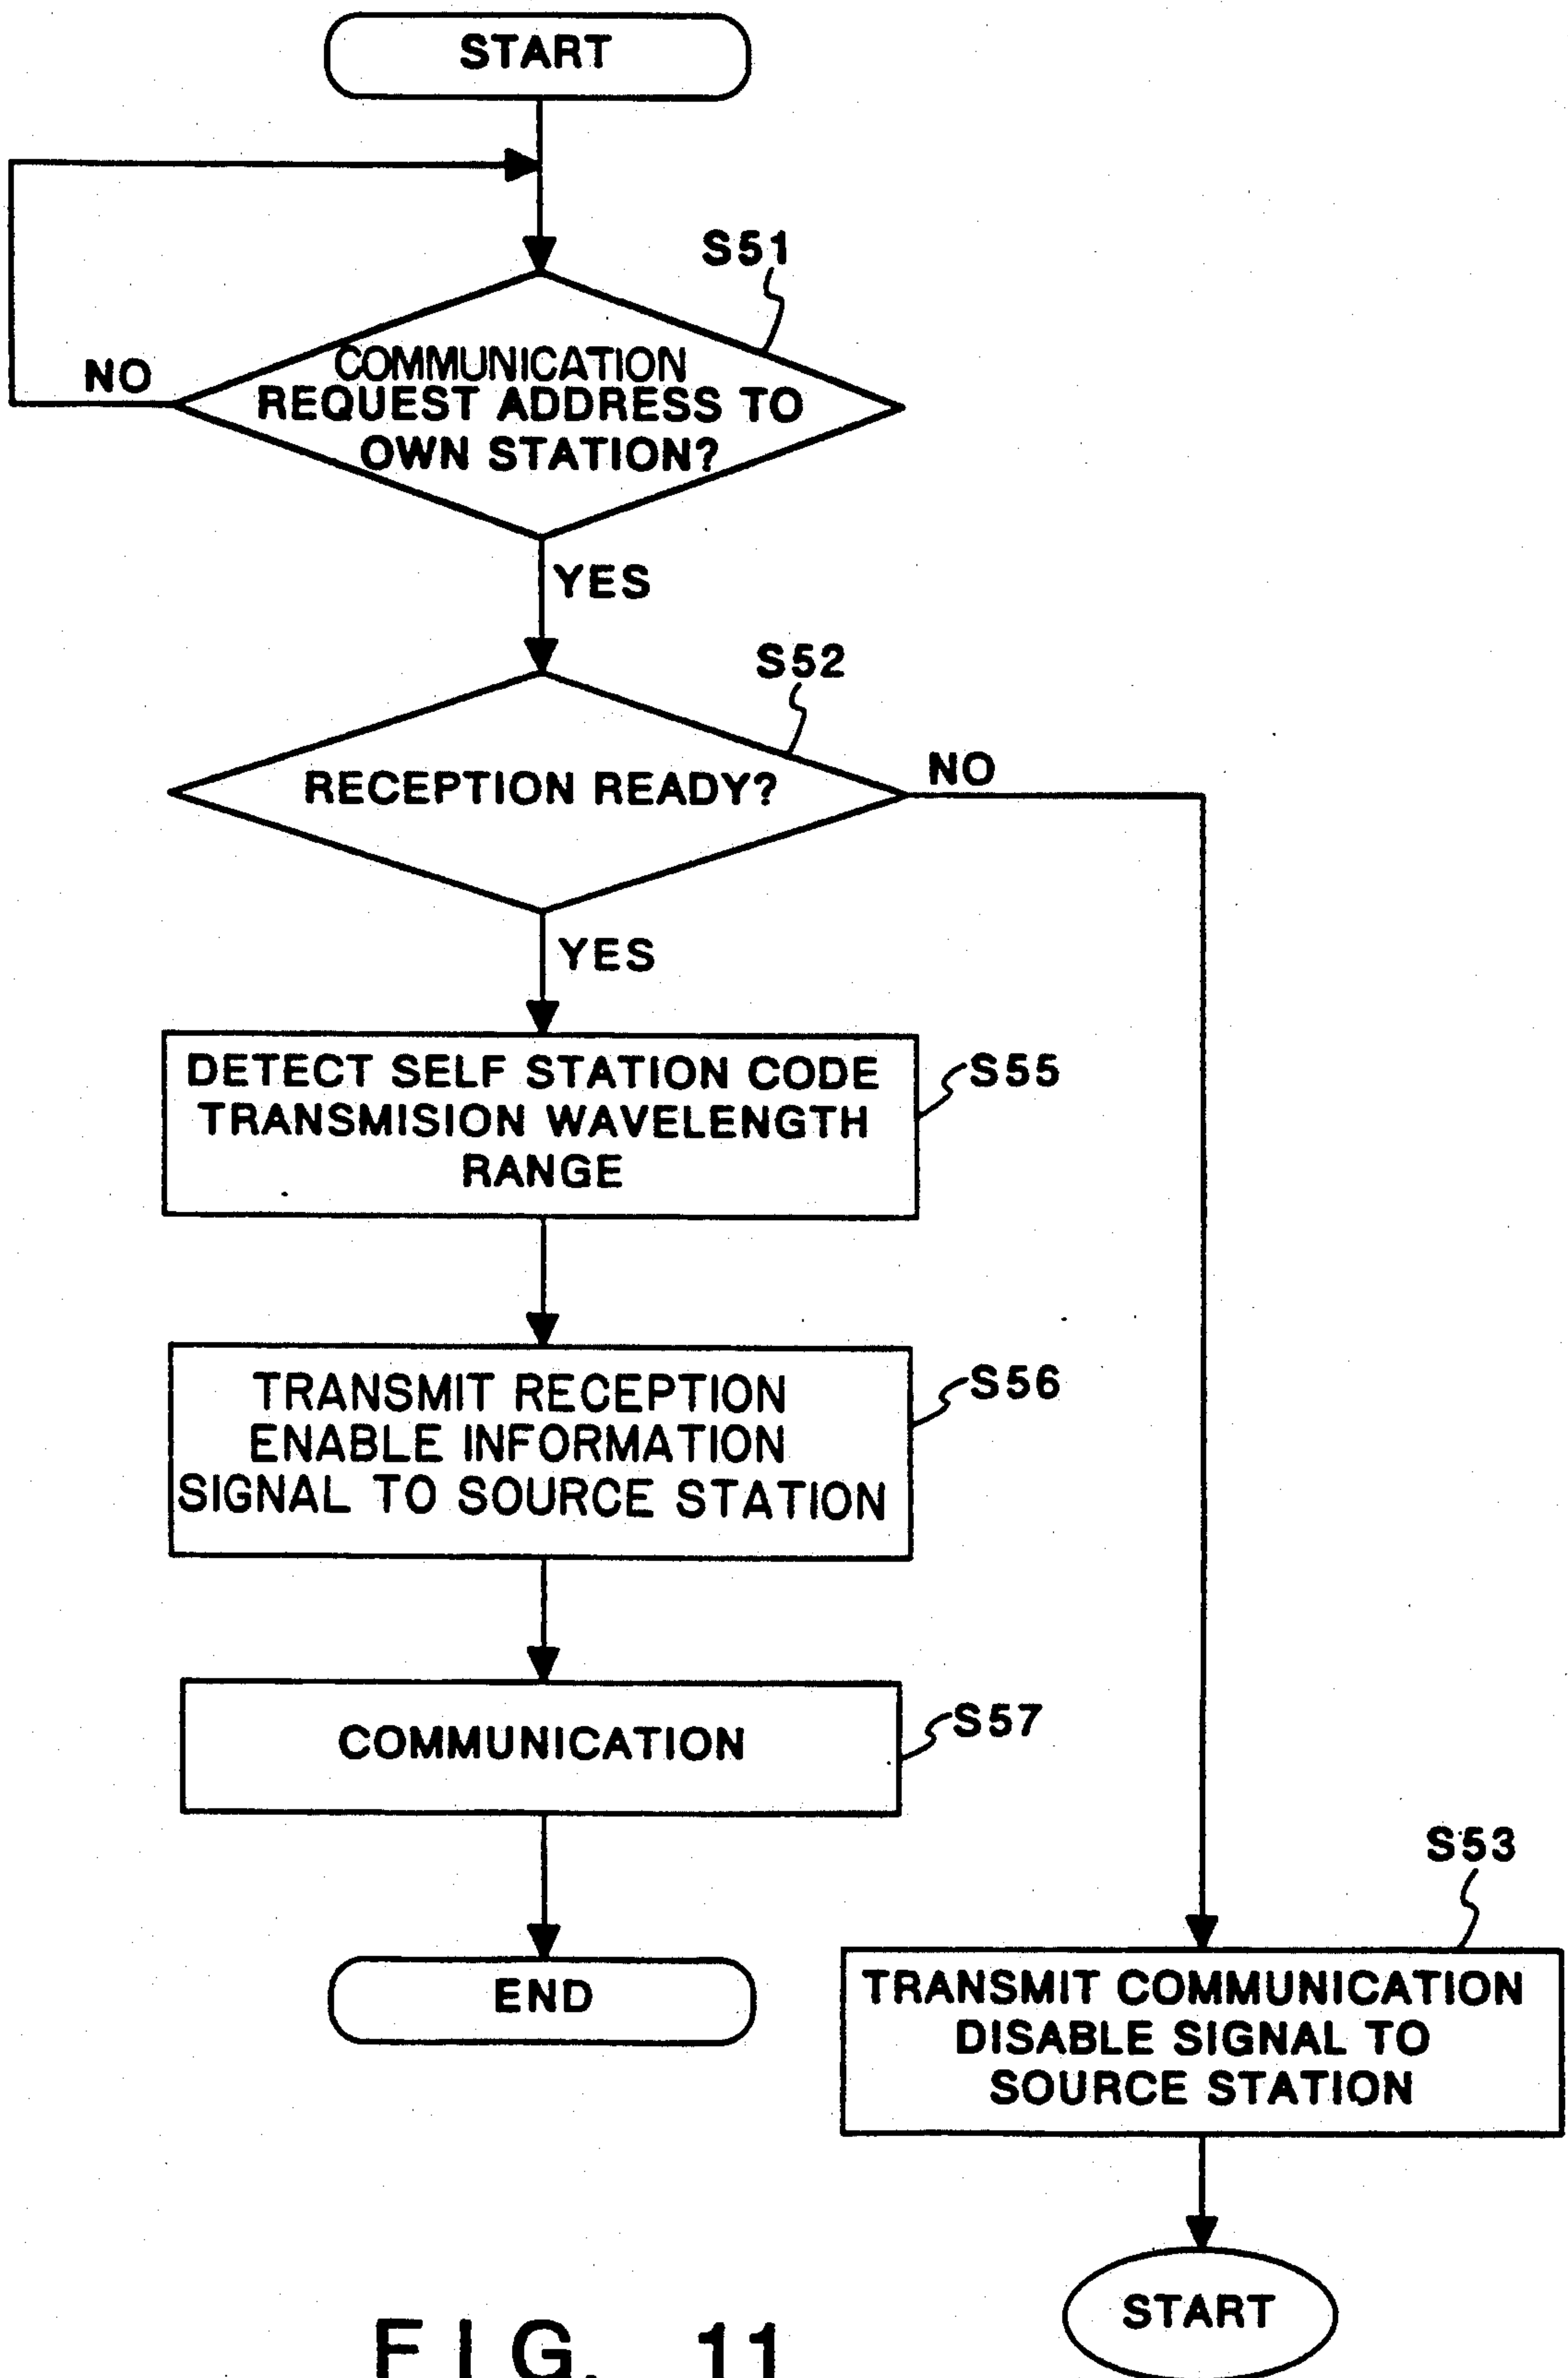 START
S51
NO
COMMUNICATION
REQUEST ADDRESS TO
OWN STATION?
YES
S52
RECEPTION READY?
NO
YES
DETECT SELF STATION CODE
TRANSMISION WAVELENGTH
RANGE
S55
TRANSMIT RECEPTION
ENABLE INFORMATION
SIGNAL TO SOURCE STATION
S56
COMMUNICATION
S57
END
S53
TRANSMIT COMMUNICATION
DISABLE SIGNAL TO
SOURCE STATION
START
FIG. 11